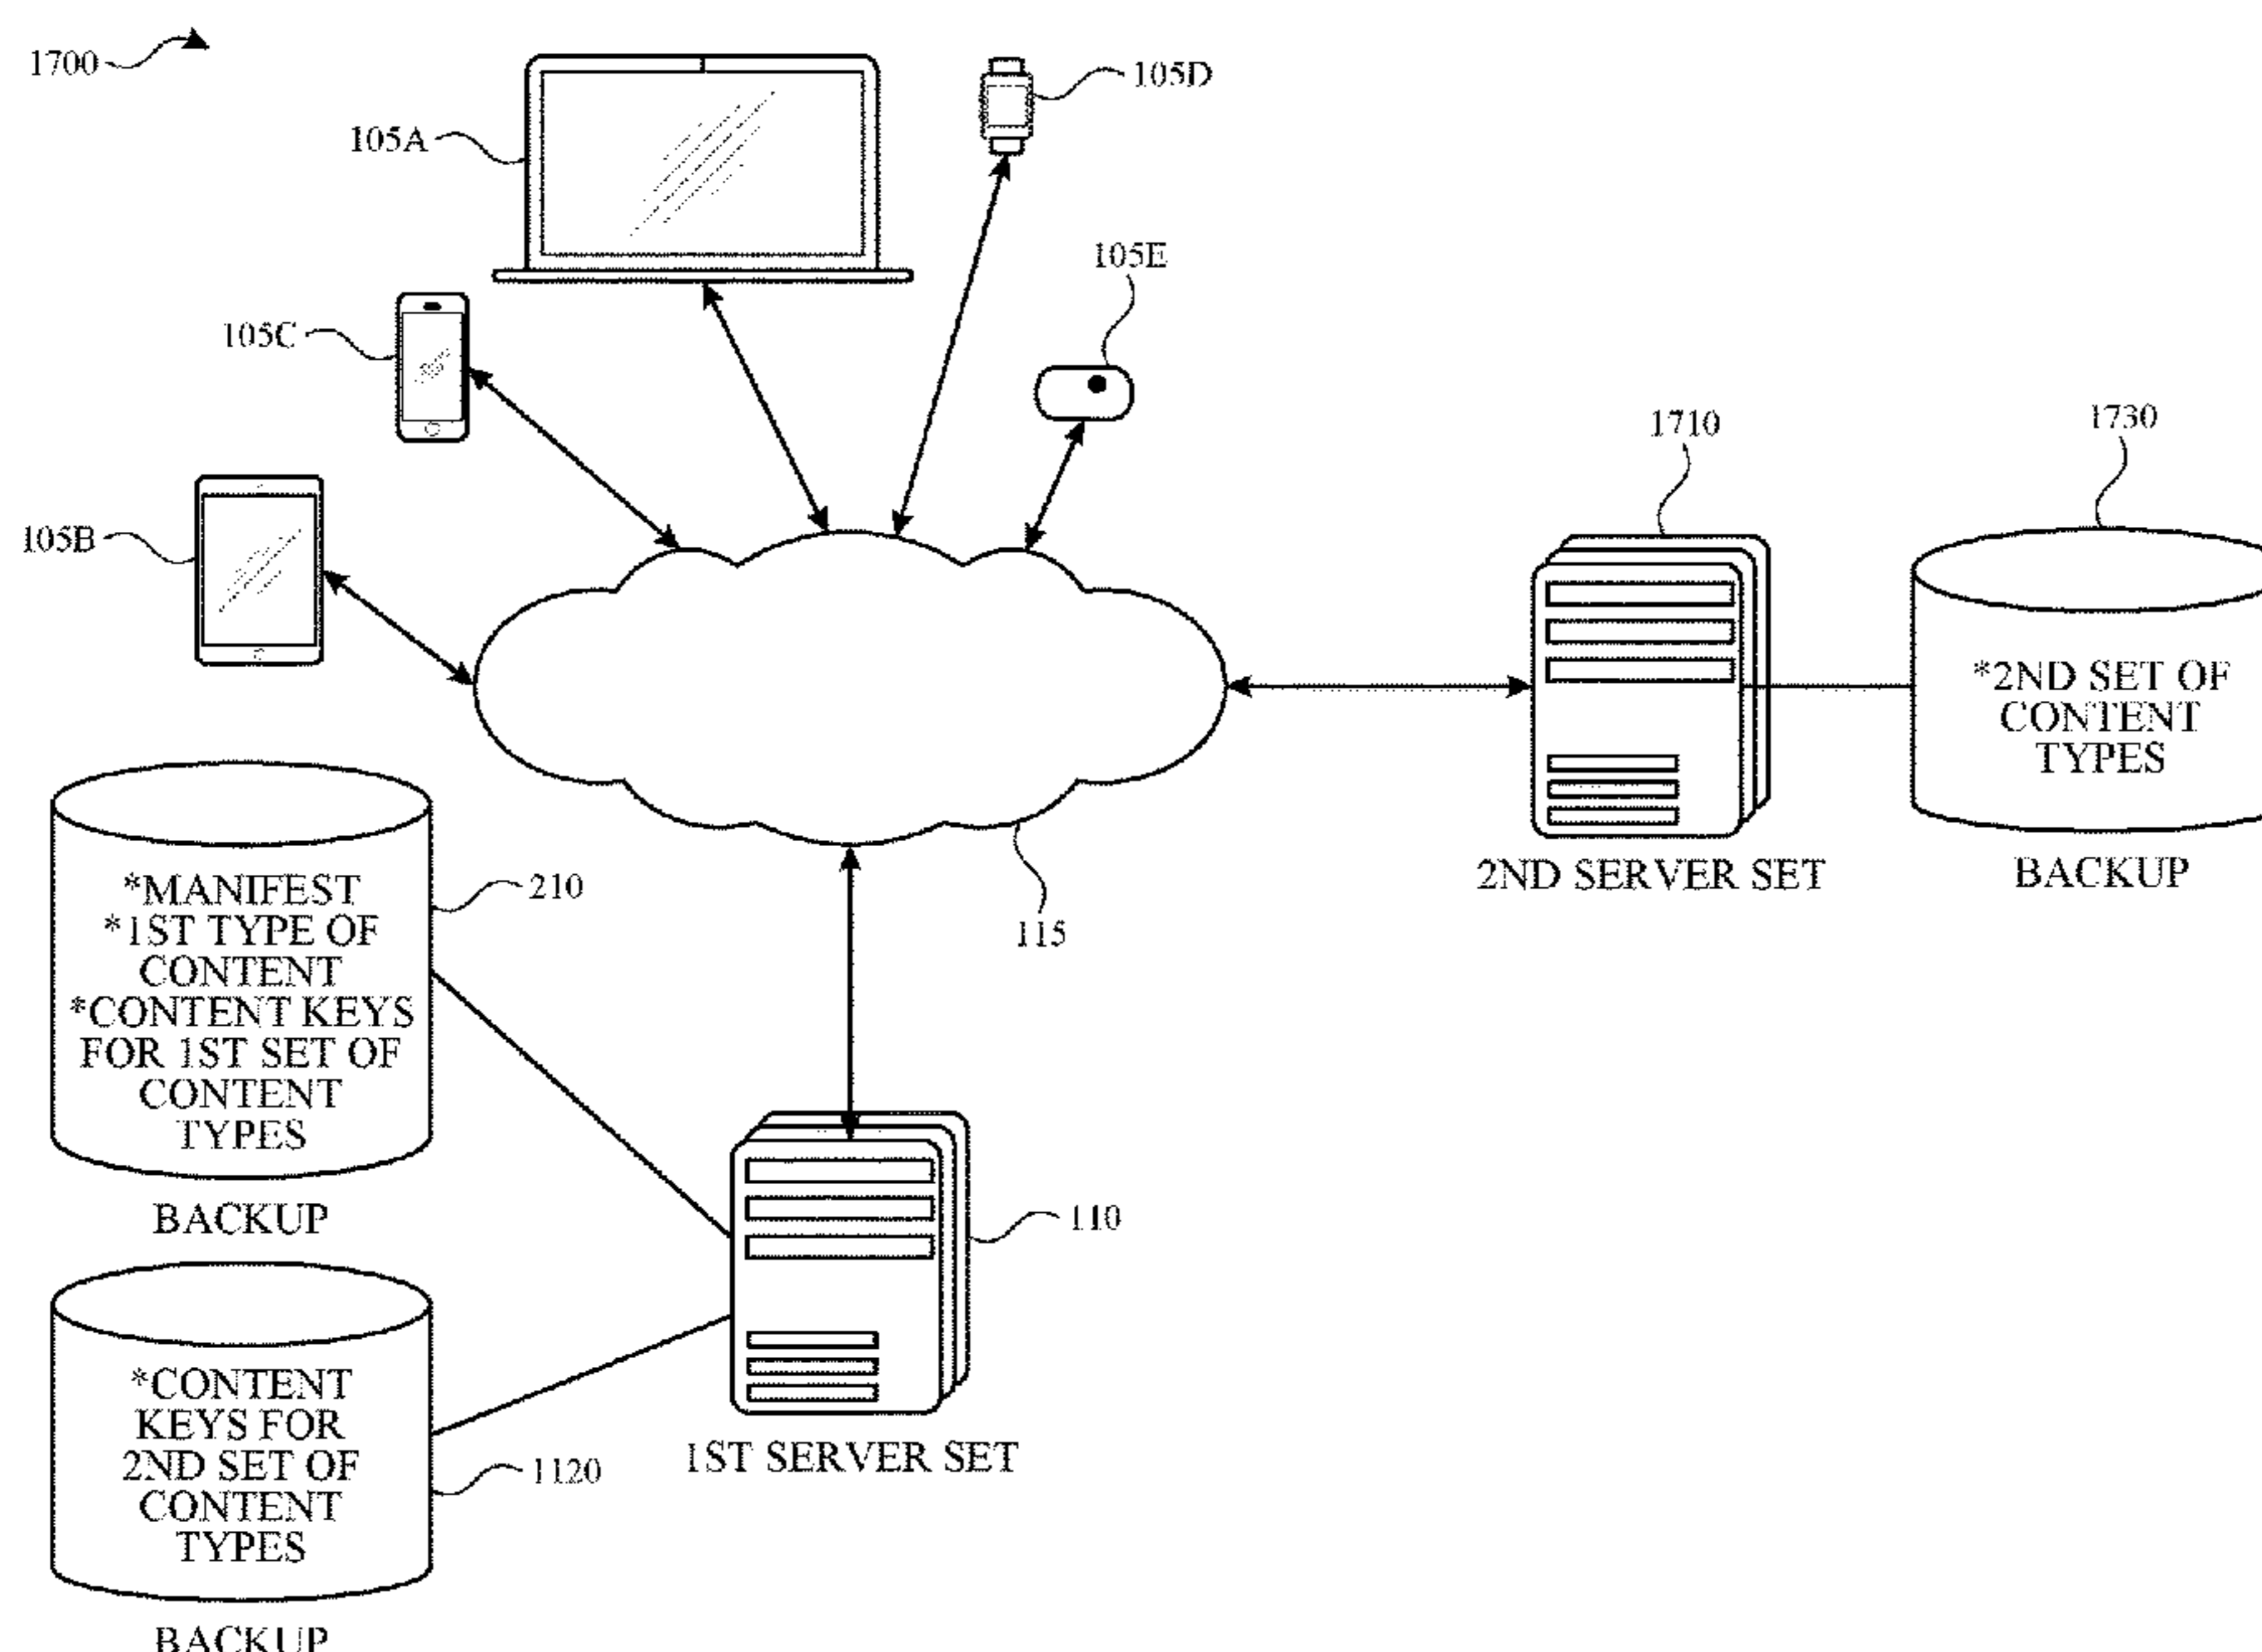 1700
105A
105D
105E
105C
1710
1730
105B
*2ND SET OF
CONTENT
TYPES
2ND SERVER SET
BACKUP
115
*MANIFEST
*1ST TYPE OF
CONTENT
*CONTENT KEYS
FOR 1ST SET OF
CONTENT
TYPES
210
BACKUP
110
1ST SERVER SET
*CONTENT
KEYS FOR
2ND SET OF
CONTENT
TYPES
1120
BACKUP